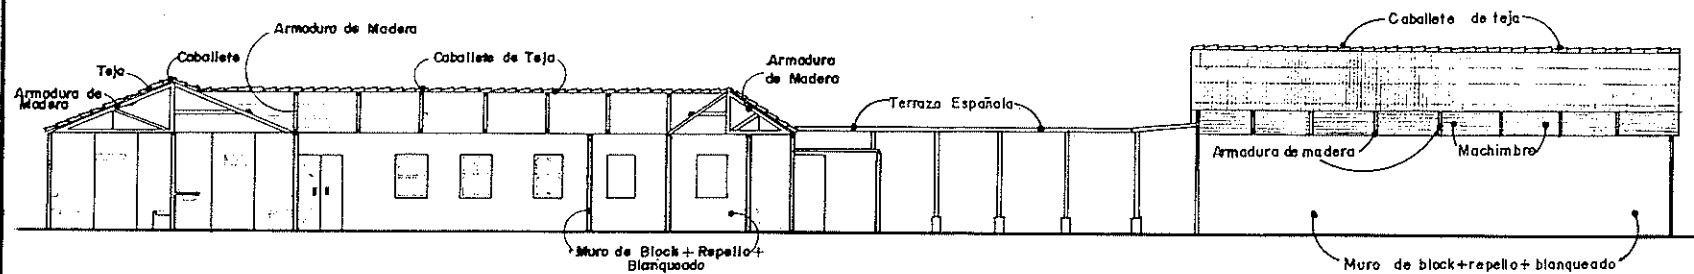 Armadura de Madera
Caballete de teja
Caballete
Caballete de Teja
Armadura
de Madera
Teja
Armadura de
Madera
Terraza Española
Armadura de madera
Machimbre
Muro de Block + Repello +
Blanqueado
Muro de block+repello+blanqueado